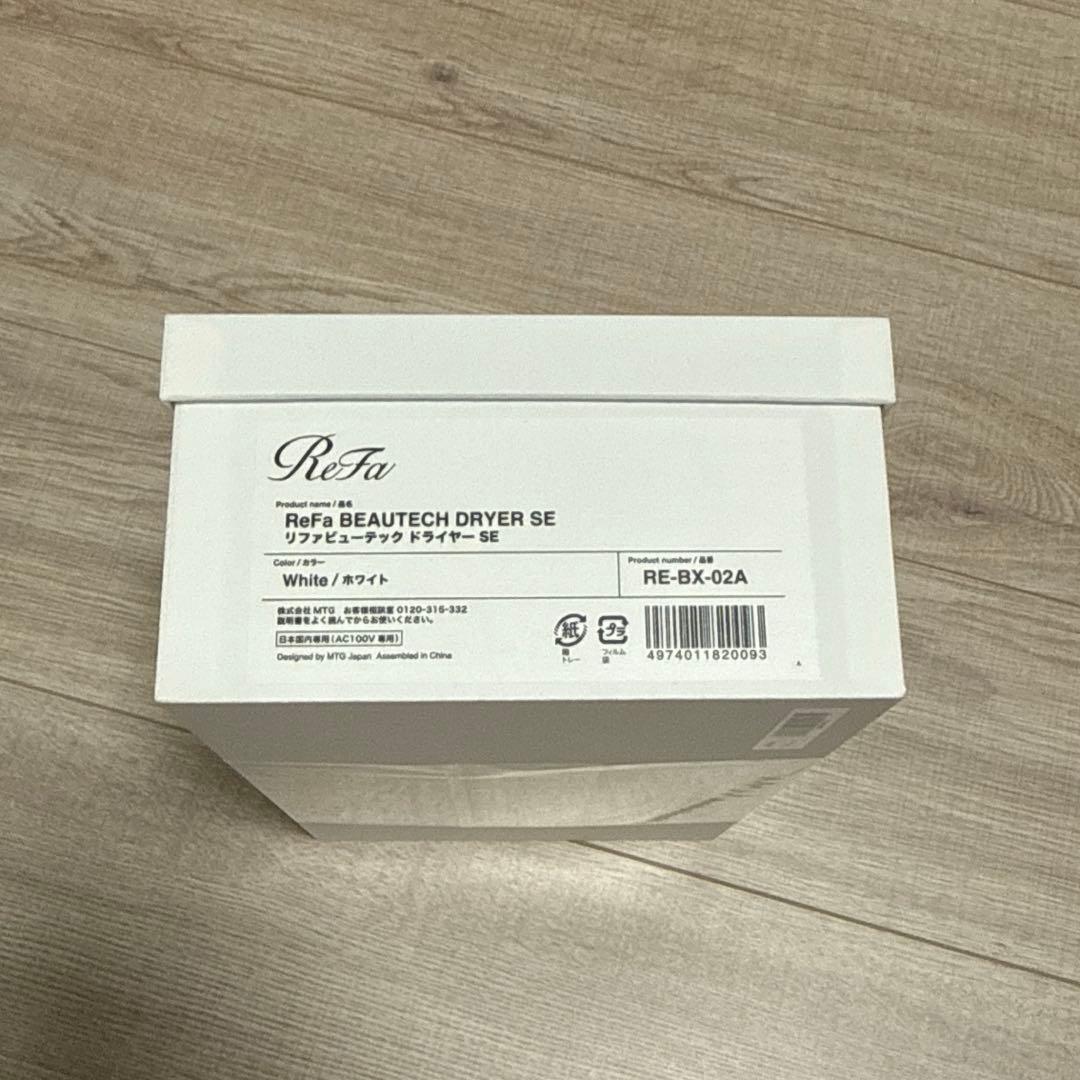 ReFa
Product name / 品名
ReFa BEAUTECH DRYER SE
リファビューテック ドライヤー SE
Color / カラー
White / ホワイト
Product number / 品番
RE-BX-02A
株式会社 MTG お客様相談室 0120-315-332
説明書をよく読んでからお使いください。
日本国内専用(AC100V 専用)
Designed by MTG Japan Assembled in China
紙
箱
トレー
プラ
フィルム
袋
4974011820093
A